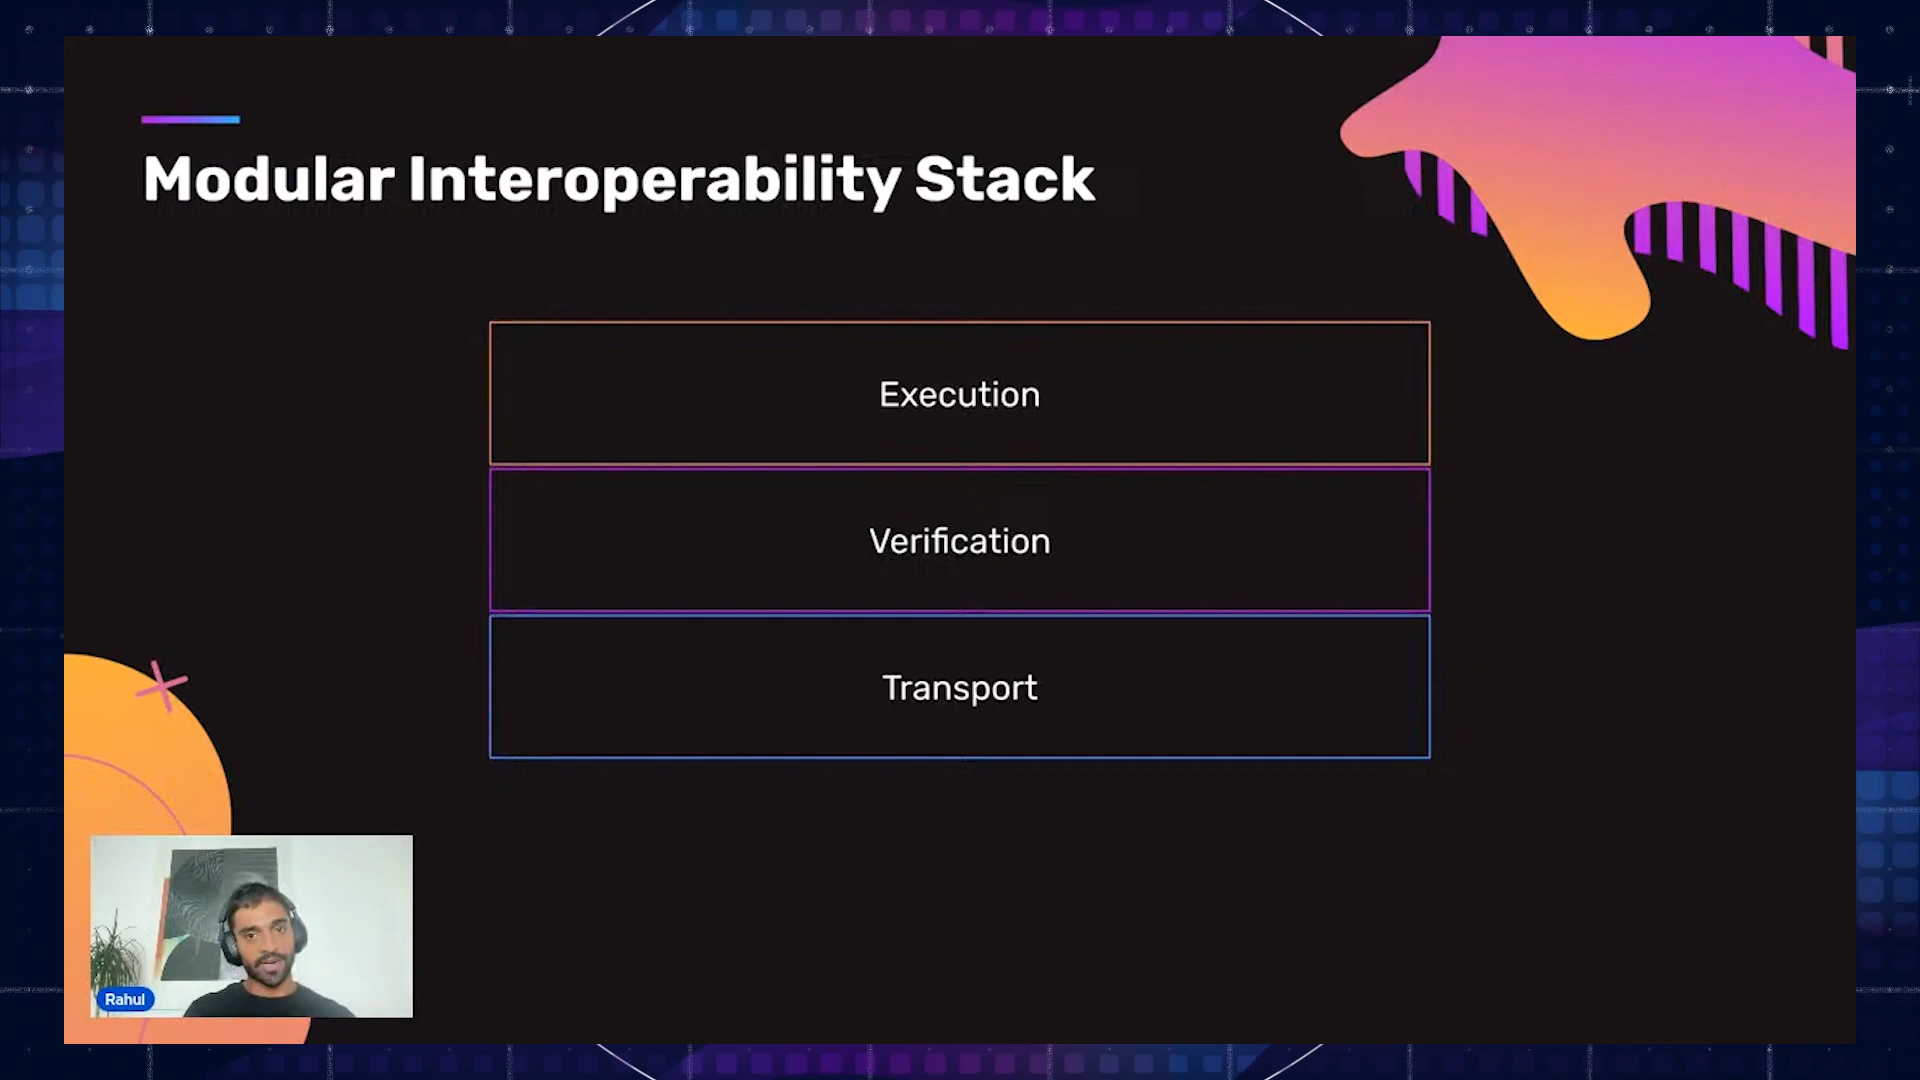 Modular Interoperability Stack
Execution
Verification
Transport
Rahul